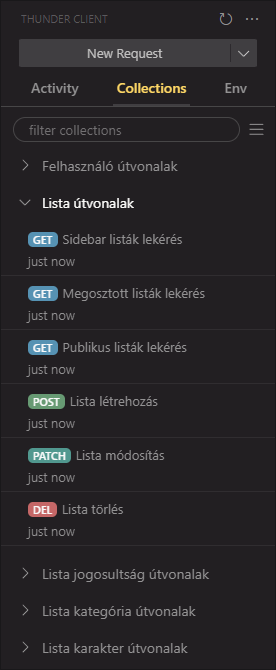 THUNDER CLIENT
New Request
Activity Collections Env
filter collections
Felhasználó útvonalak
Lista útvonalak
GET Sidebar listák lekérés
just now
GET Megosztott listák lekérés
just now
GET Publikus listák lekérés
just now
POST Lista létrehozás
just now
PATCH Lista módosítás
just now
DEL Lista törlés
just now
Lista jogosultság útvonalak
Lista kategória útvonalak
Lista karakter útvonalak